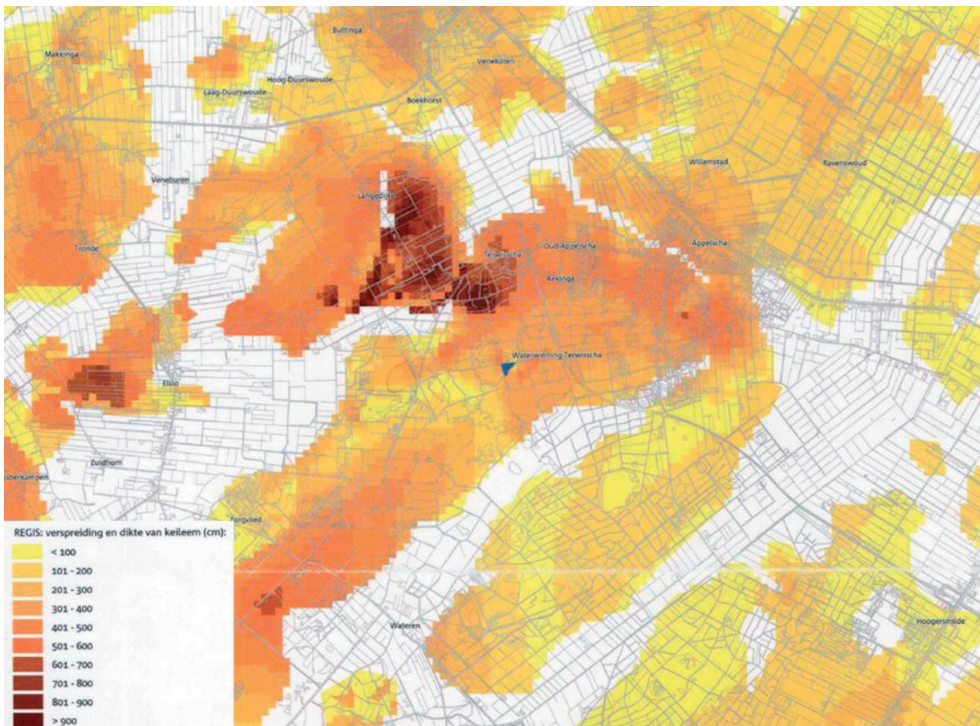 Buttinga
Makkinga
Venekoten
Hoog-Duurswoude
Laag-Duurswoude
Boekhorst
Willemstad
Ravenswoud
Veneburen
Langedijke
Tronde
Terwisscha
Oud-Appelscha
Appelscha
Aekinga
Waterwinning-Terwisscha
Elslo
Zuidhorn
Zorgvlied
Wateren
Hoogersmilde
REGIS: verspreiding en dikte van keileem (cm):
< 100
101 - 200
201 - 300
301 - 400
401 - 500
501 - 600
601 - 700
701 - 800
801 - 900
> 900